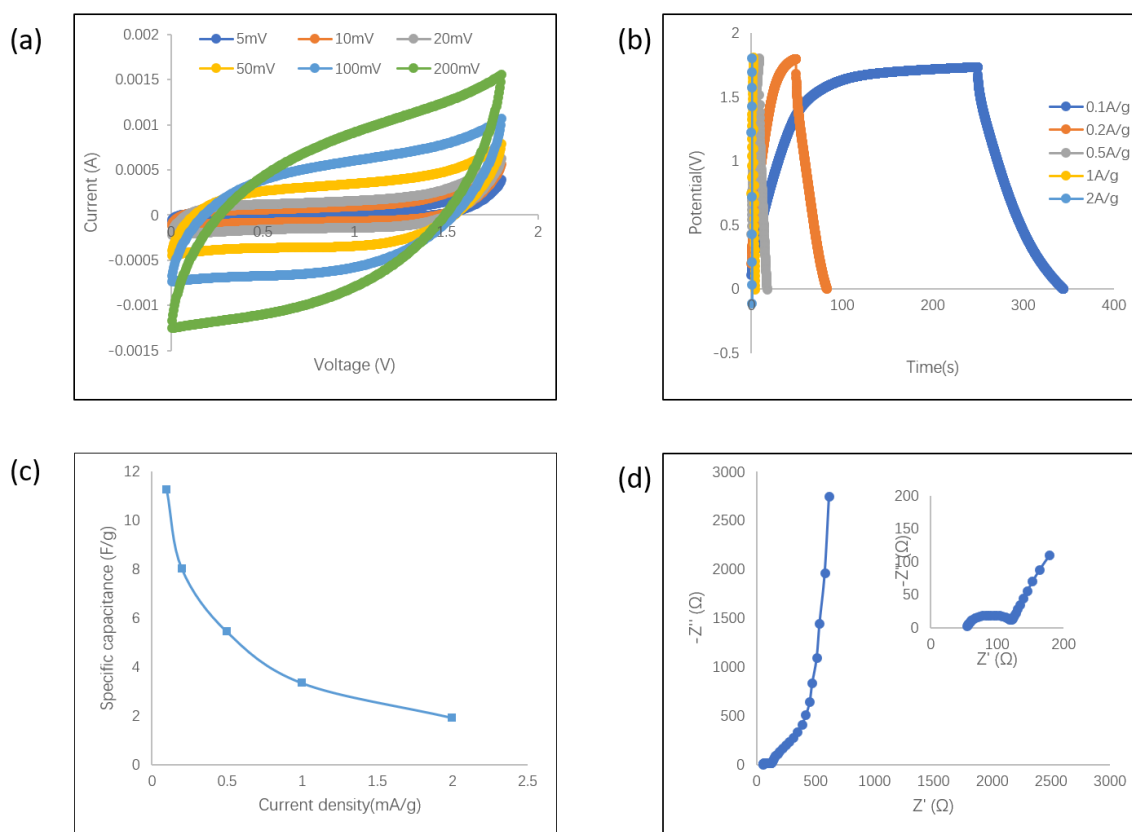 (a)
Current (A)
0.002
0.0015
0.001
0.0005
0
-0.0005
-0.001
-0.0015
5mV 10mV 20mV
50mV 100mV 200mV
0 0.5 1 1.5 2
Voltage (V)
(b)
Potential(V)
2
1.5
1
0.5
0
-0.5
0 100 200 300 400
Time(s)
0.1A/g
0.2A/g
0.5A/g
1A/g
2A/g
(c)
Specific capacitance (F/g)
12
10
8
6
4
2
0
0 0.5 1 1.5 2 2.5
Current density(mA/g)
(d)
-Z'' (Ω)
3000
2500
2000
1500
1000
500
0
0 500 1000 1500 2000 2500 3000
Z' (Ω)
-Z'' (Ω)
200
150
100
50
0
0 100 200
Z' (Ω)